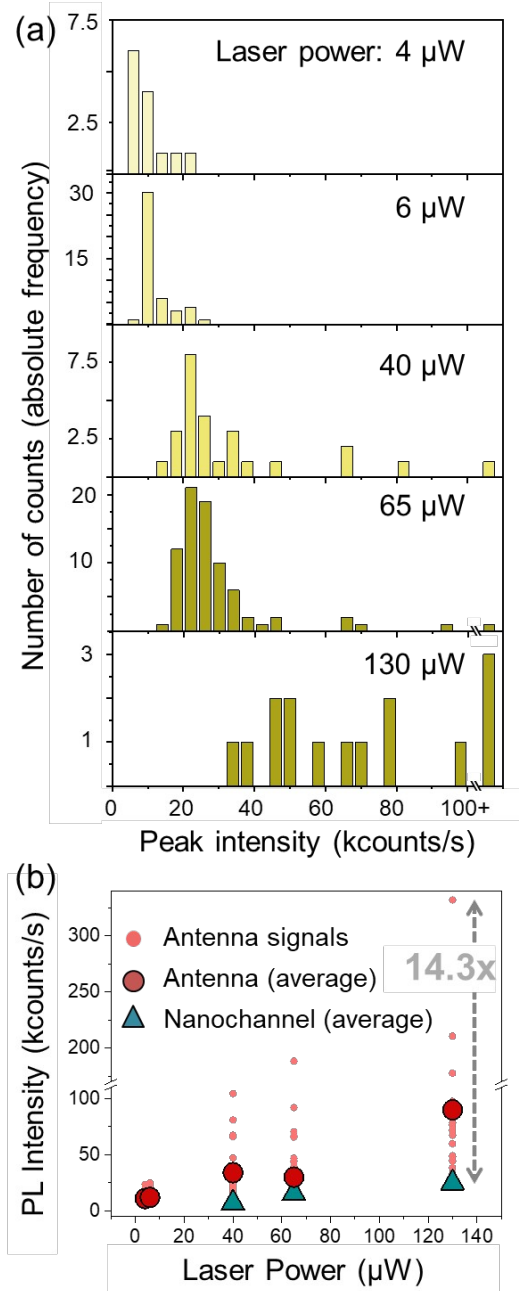 (a)
Number of counts (absolute frequency)
7.5
2.5
Laser power: 4 µW
30
15
6 µW
7.5
2.5
40 µW
20
10
65 µW
3
1
130 µW
0 20 40 60 80 100+
Peak intensity (kcounts/s)
(b)
PL Intensity (kcounts/s)
300
250
200
100
50
0
Antenna signals
Antenna (average)
Nanochannel (average)
14.3x
0 20 40 60 80 100 120 140
Laser Power (µW)